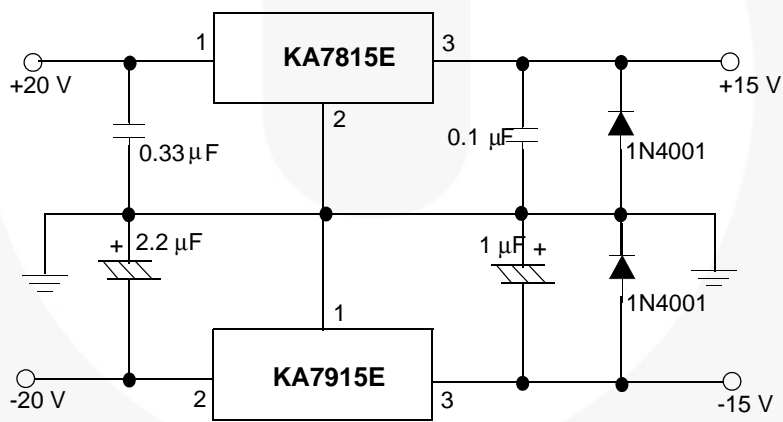 1
KA7815E
3
+20 V
+15 V
2
0.33 μF
0.1 μF
1N4001
+ 2.2 μF
1 μF +
1N4001
1
KA7915E
-20 V
2
3
-15 V